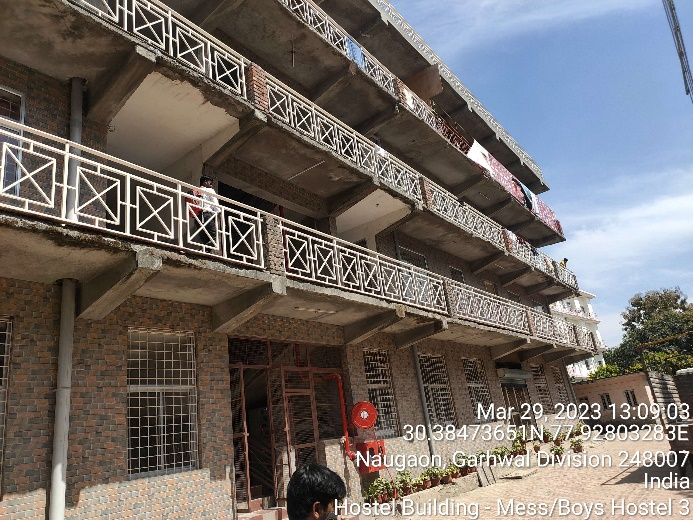 Mar 29, 2023 13:09:03
30.38473651N 77.92803283E
Naugaon, Garhwal Division 248007
India
Hostel Building - Mess/Boys Hostel 3